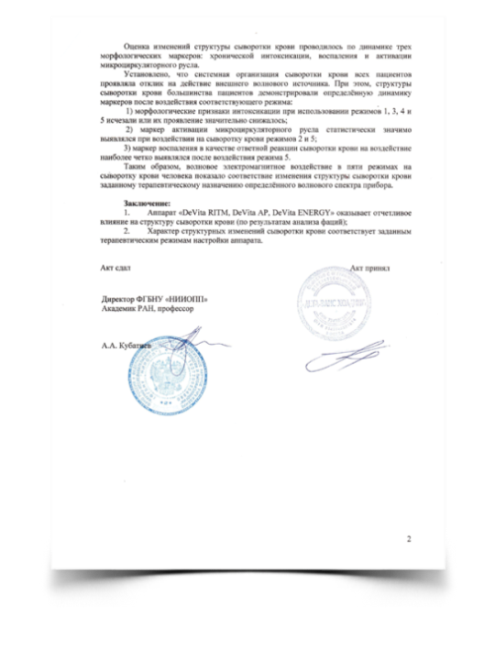 Оценка изменений структуры сыворотки крови проводилось по динамике трех
морфологических маркеров: хронической интоксикации, воспаления и активации
микроциркуляторного русла.
Установлено, что системная организация сыворотки крови всех пациентов
проявляла отклик на действие внешнего волнового источника. При этом, структуры
сыворотки крови большинства пациентов демонстрировали определённую динамику
маркеров после воздействия соответствующего режима:
1) морфологические признаки интоксикации при использовании режимов 1, 3, 4 и
5 исчезали или их проявление значительно снижалось;
2) маркер активации микроциркуляторного русла статистически значимо
выявлялся при воздействии на сыворотку крови режимов 2 и 5;
3) маркер воспаления в качестве ответной реакции сыворотки крови на воздействие
наиболее четко выявлялся после воздействия режима 5.
Таким образом, волновое электромагнитное воздействие в пяти режимах на
сыворотку крови человека показало соответствие изменения структуры сыворотки крови
заданному терапевтическому назначению определённого волнового спектра прибора.
Заключение:
1. Аппарат «DeVita RITM, DeVita AP, DeVita ENERGY» оказывает отчетливое
влияние на структуру сыворотки крови (по результатам анализа фаций);
2. Характер структурных изменений сыворотки крови соответствует заданным
терапевтическим режимам настройки аппарата.
Акт сдал
Акт принял
Директор ФГБНУ «НИИОПП»
Академик РАН, профессор
А.А. Кубатиев
2